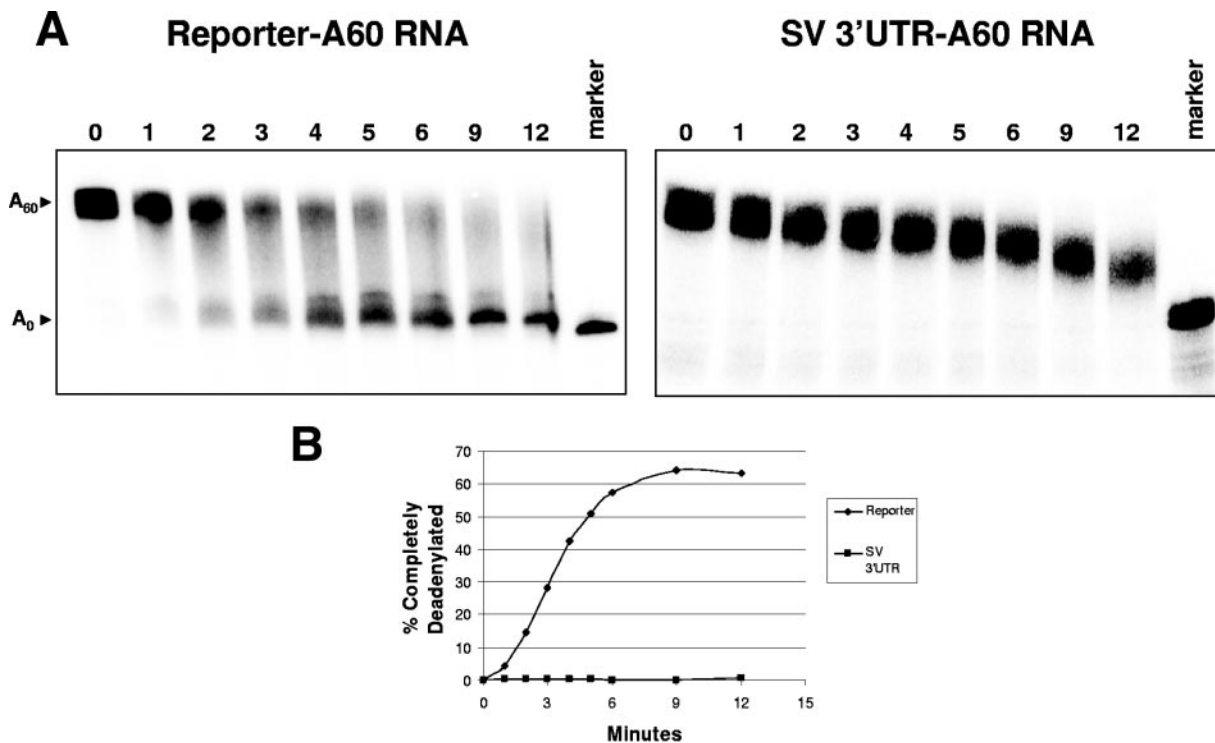 A
Reporter-A60 RNA
SV 3'UTR-A60 RNA
0 1 2 3 4 5 6 9 12 marker
0 1 2 3 4 5 6 9 12 marker
A60
A0
B
70
60
50
40
30
20
10
0
% Completely
Deadenylated
0 3 6 9 12 15
Minutes
Reporter
SV
3'UTR